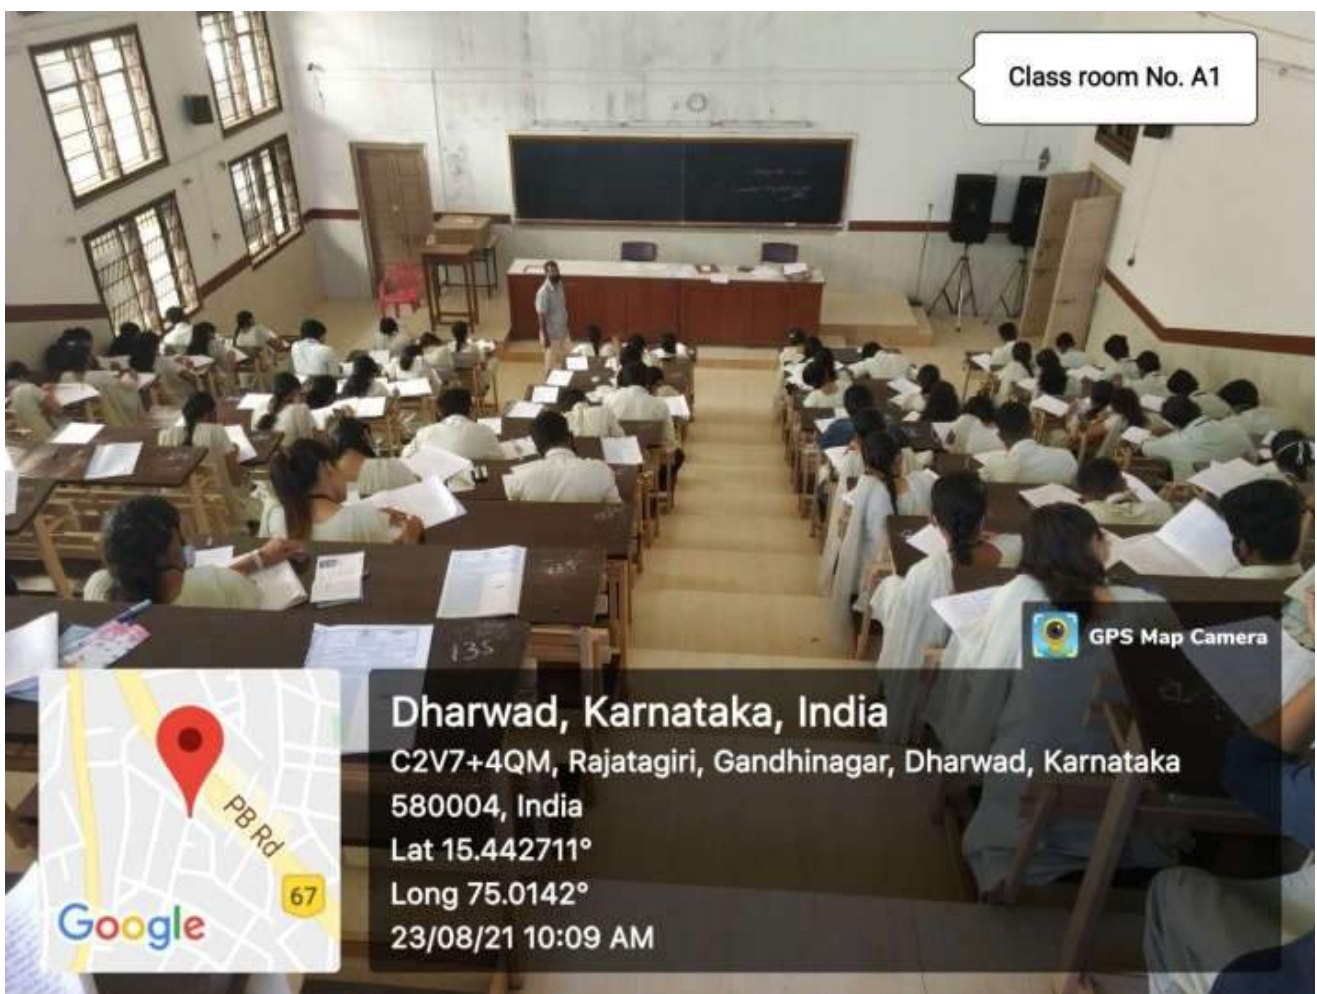 Class room No. A1
135
GPS Map Camera
Dharwad, Karnataka, India
C2V7+4QM, Rajatagiri, Gandhinagar, Dharwad, Karnataka
580004, India
Lat 15.442711°
Long 75.0142°
23/08/21 10:09 AM
PB Rd
67
Google